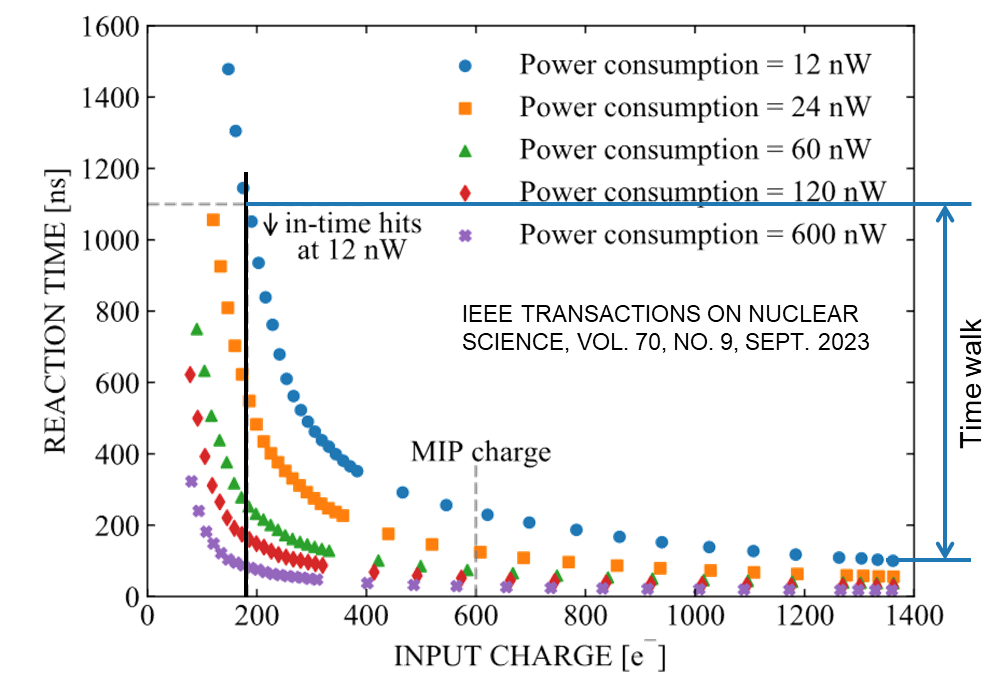 1600
1400
1200
1000
800
600
400
200
0
REACTION TIME [ns]
Power consumption = 12 nW
Power consumption = 24 nW
Power consumption = 60 nW
Power consumption = 120 nW
Power consumption = 600 nW
in-time hits
at 12 nW
IEEE TRANSACTIONS ON NUCLEAR
SCIENCE, VOL. 70, NO. 9, SEPT. 2023
Time walk
MIP charge
0 200 400 600 800 1000 1200 1400
INPUT CHARGE [e⁻]